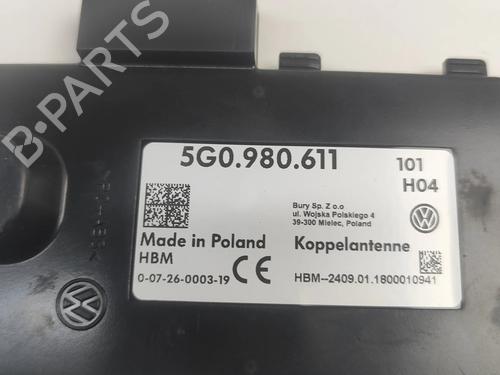 B-PARTS
5G0.980.611
101
H04
Bury Sp. Z o.o
ul. Wojska Polskiego 4
39-300 Mielec, Poland
Made in Poland
Koppelantenne
HBM
0-07-26-0003-19
CE
HBM--2409.01.1800010941